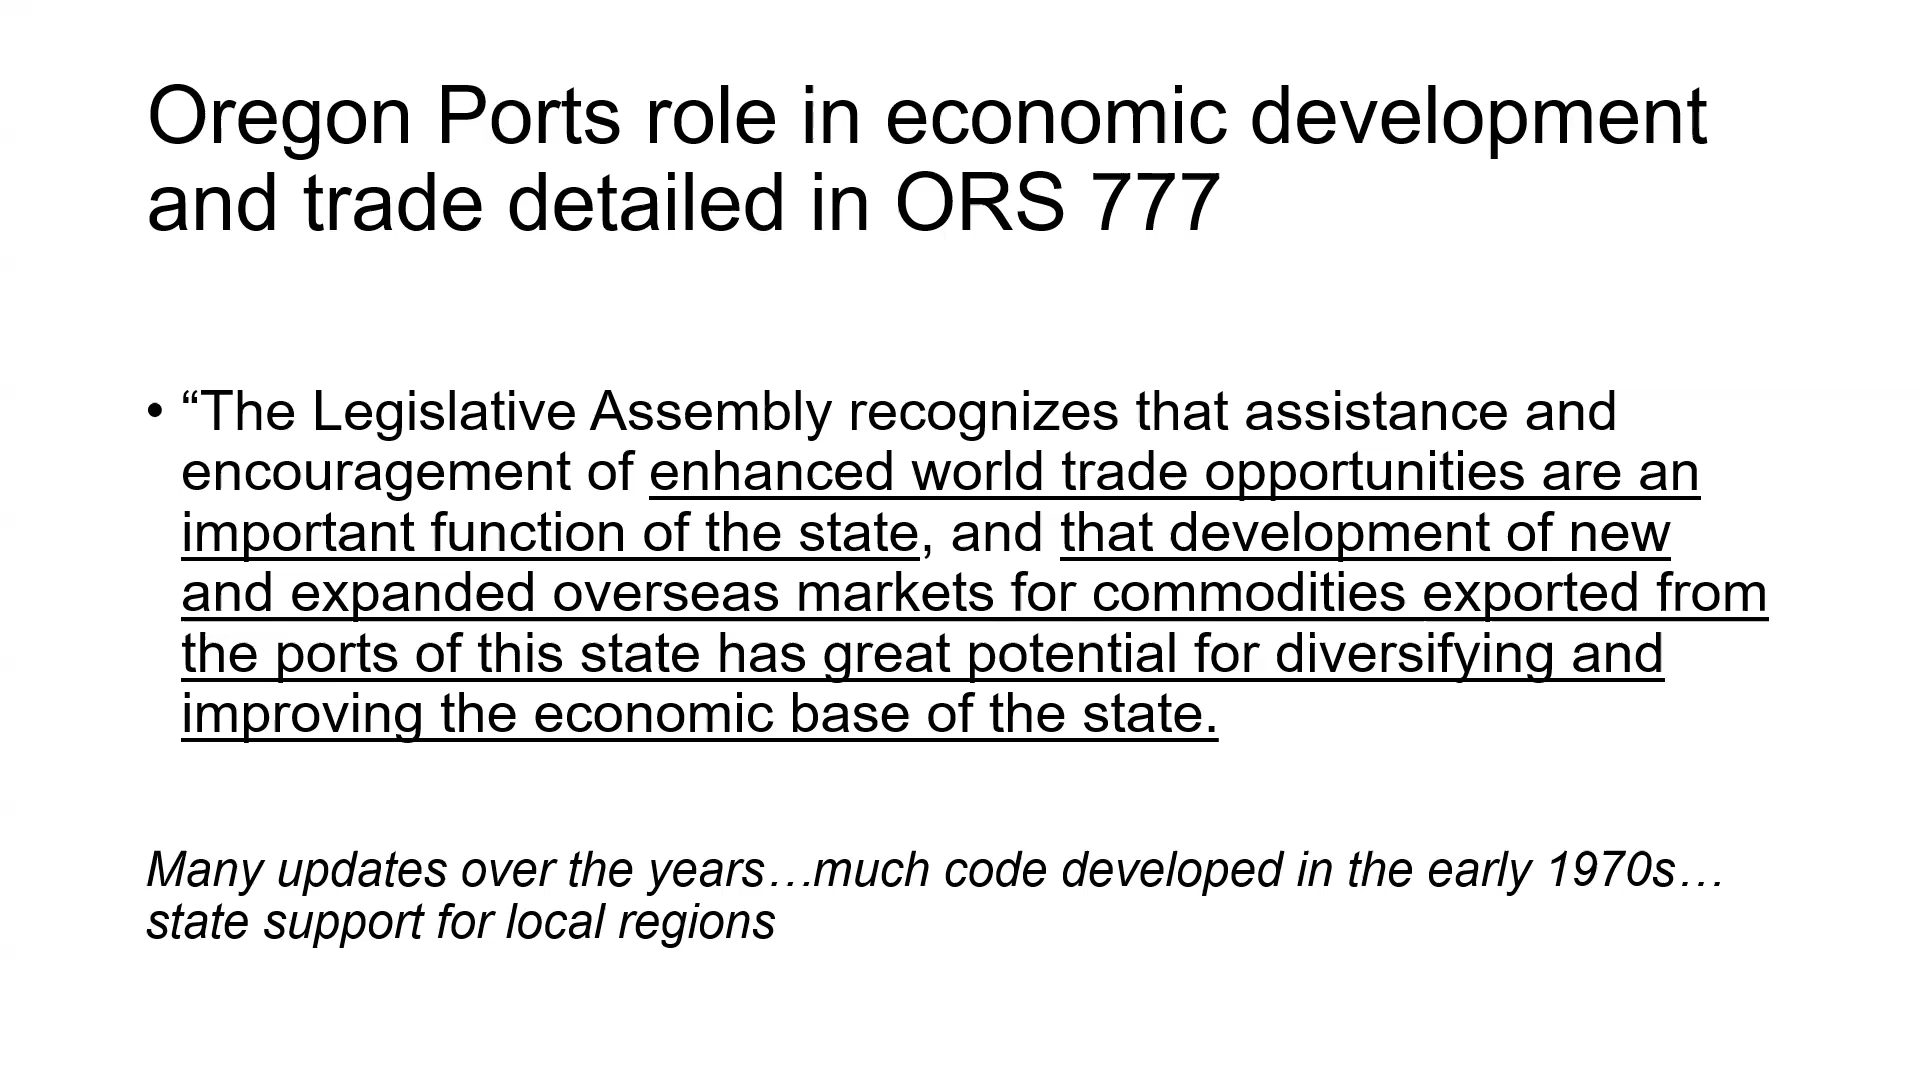 Oregon Ports role in economic development
and trade detailed in ORS 777
• “The Legislative Assembly recognizes that assistance and
encouragement of enhanced world trade opportunities are an
important function of the state, and that development of new
and expanded overseas markets for commodities exported from
the ports of this state has great potential for diversifying and
improving the economic base of the state.
Many updates over the years…much code developed in the early 1970s…
state support for local regions